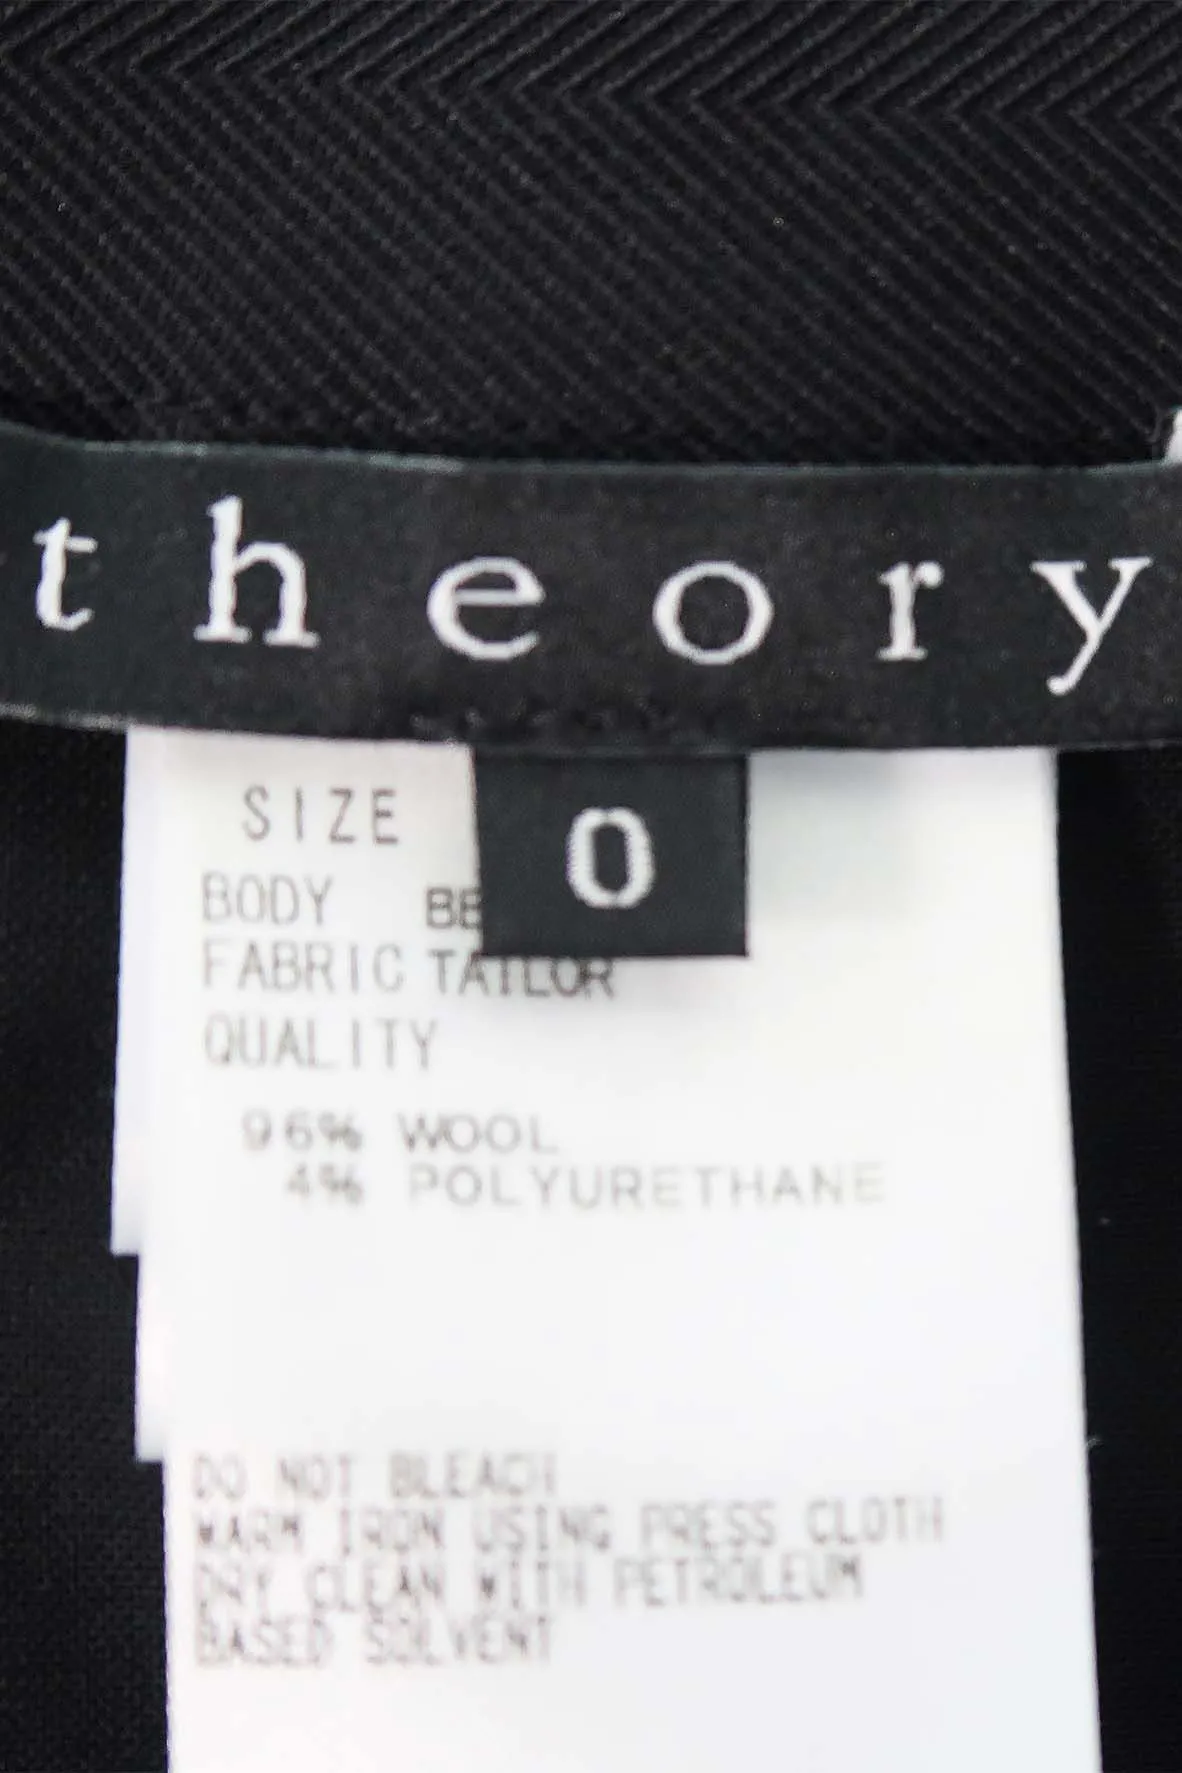 theory
0
SIZE
BODY
FABRIC TAILOR
QUALITY
96% WOOL
4% POLYURETHANE
DO NOT BLEACH
WARM IRON USING PRESS CLOTH
DRY CLEAN WITH PETROLEUM
BASED SOLVENT